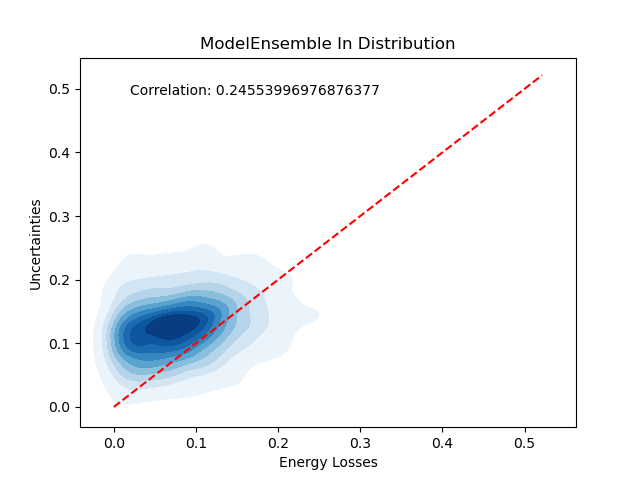 ModelEnsemble In Distribution
Correlation: 0.24553996976876377
0.5
0.4
0.3
0.2
0.1
0.0
Uncertainties
0.0 0.1 0.2 0.3 0.4 0.5
Energy Losses